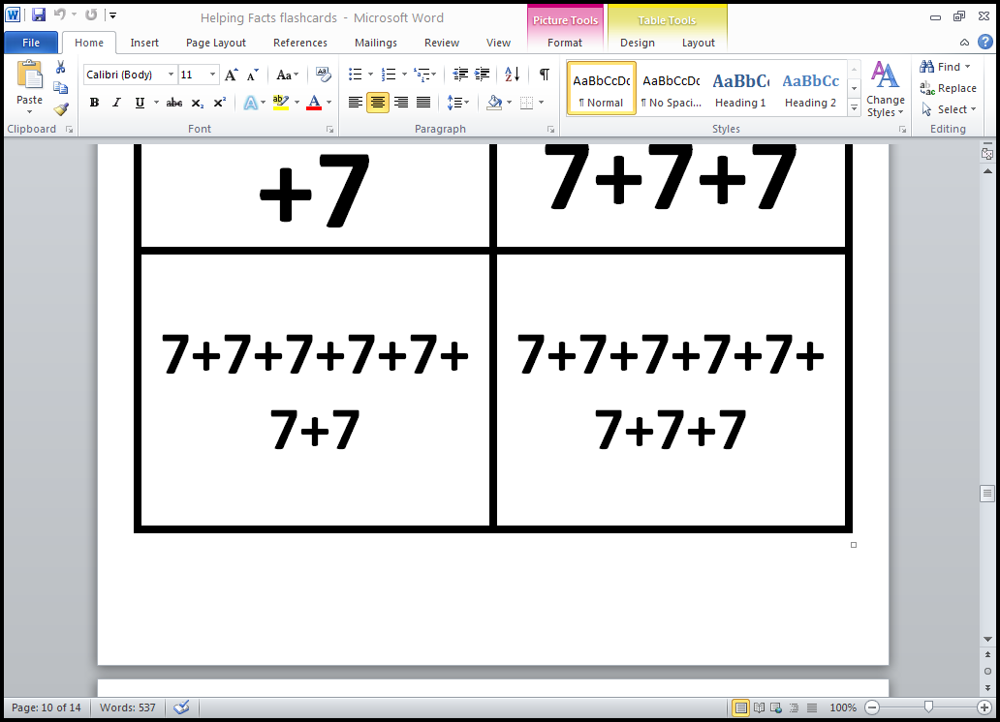 Helping Facts flashcards - Microsoft Word
Picture Tools
Table Tools
File
Home
Insert
Page Layout
References
Mailings
Review
View
Format
Design
Layout
Paste
Calibri (Body)
11
Find
Replace
Select
Change
Styles
AaBbCcDc
¶ Normal
AaBbCcDc
¶ No Spaci...
AaBbC
Heading 1
AaBbCc
Heading 2
Clipboard
Font
Paragraph
Styles
Editing
+7
7+7+7
7+7+7+7+7+
7+7
7+7+7+7+7+
7+7+7
Page: 10 of 14
Words: 537
100%